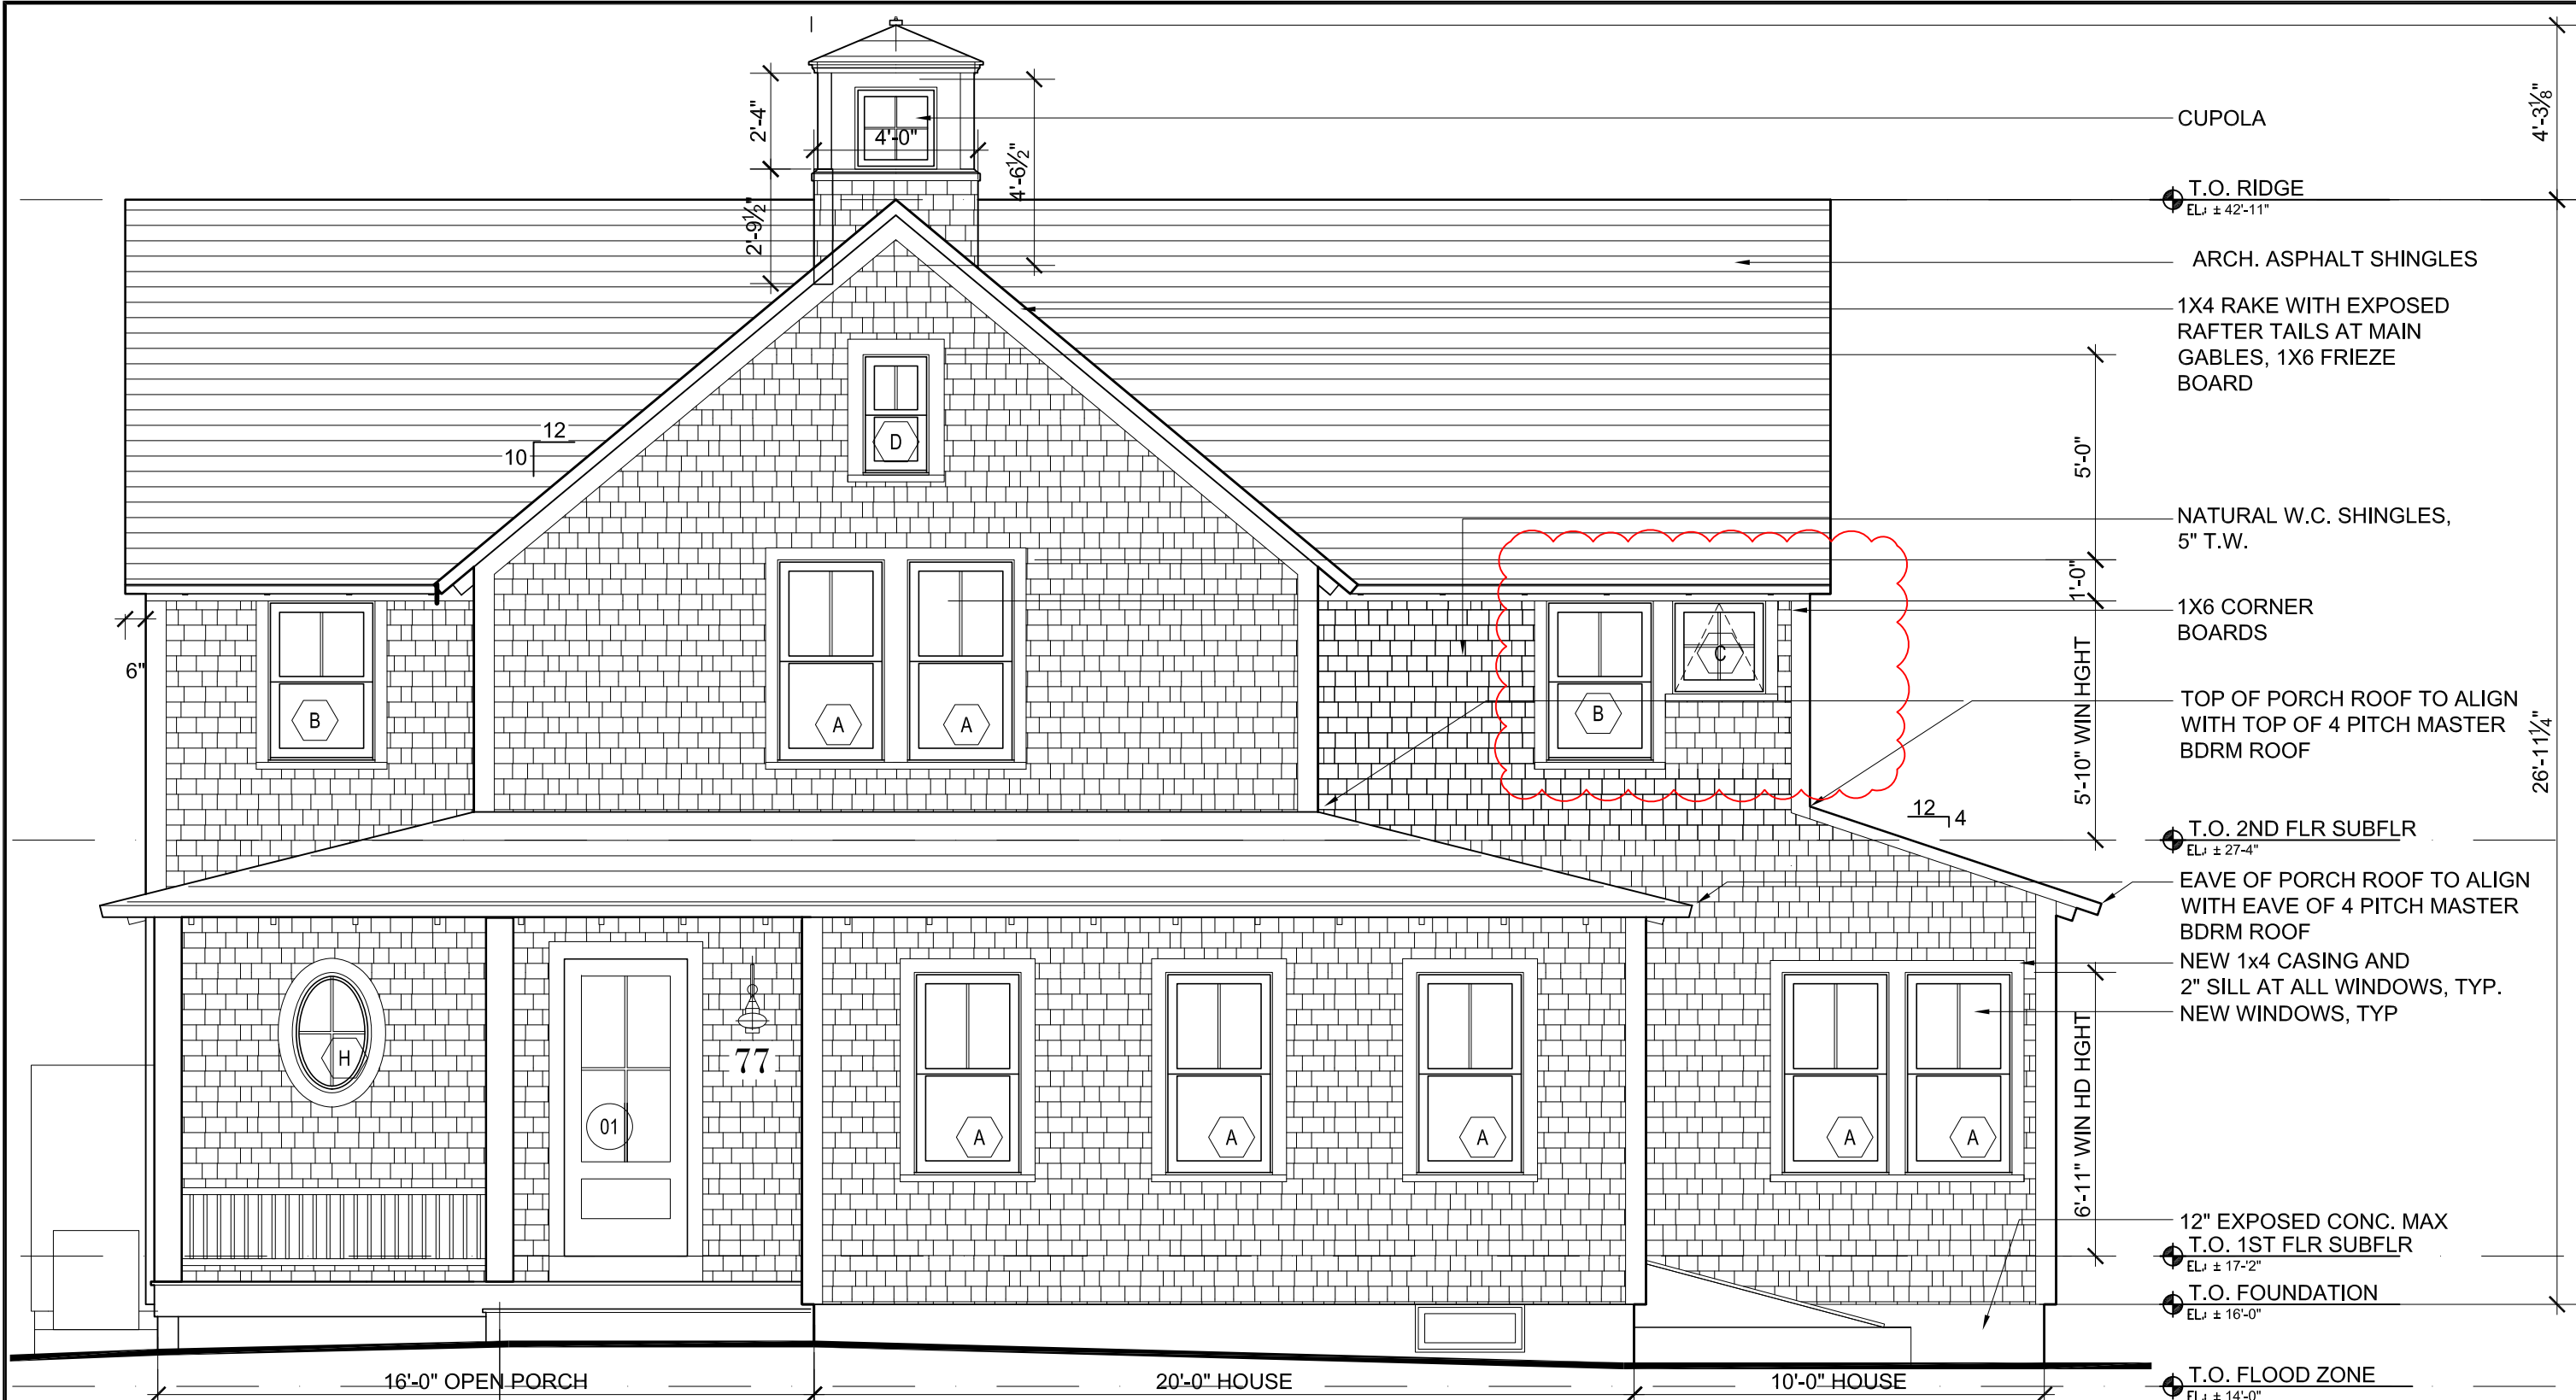 CUPOLA
4'-3⅛"
2'-4"
4'-0"
4'-6½"
2'-9½"
T.O. RIDGE
EL: ± 42'-11"
ARCH. ASPHALT SHINGLES
1X4 RAKE WITH EXPOSED
RAFTER TAILS AT MAIN
GABLES, 1X6 FRIEZE
BOARD
12
10
D
5'-0"
NATURAL W.C. SHINGLES,
5" T.W.
1'-0"
1X6 CORNER
BOARDS
6"
B
A
A
B
C
5'-10" WIN HGHT
TOP OF PORCH ROOF TO ALIGN
WITH TOP OF 4 PITCH MASTER
BDRM ROOF
26'-11¼"
12
4
T.O. 2ND FLR SUBFLR
EL: ± 27'-4"
EAVE OF PORCH ROOF TO ALIGN
WITH EAVE OF 4 PITCH MASTER
BDRM ROOF
NEW 1x4 CASING AND
2" SILL AT ALL WINDOWS, TYP.
NEW WINDOWS, TYP
H
77
01
A
A
A
A
A
6'-11" WIN HD HGHT
12" EXPOSED CONC. MAX
T.O. 1ST FLR SUBFLR
EL: ± 17'-2"
T.O. FOUNDATION
EL: ± 16'-0"
16'-0" OPEN PORCH
20'-0" HOUSE
10'-0" HOUSE
T.O. FLOOD ZONE
EL: ± 14'-0"